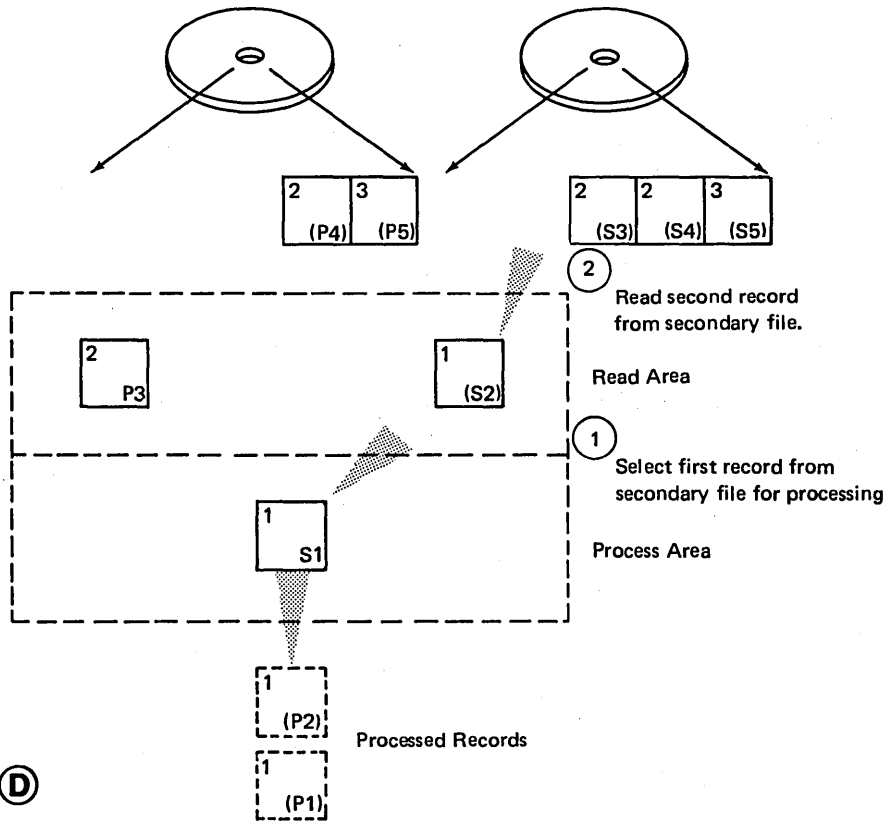 2 3 2 2 3
(P4) (P5) (S3) (S4) (S5)
2
Read second record
from secondary file.
2 1
P3 (S2)
Read Area
1
Select first record from
secondary file for processing
1
S1
Process Area
1
(P2)
Processed Records
1
(P1)
D